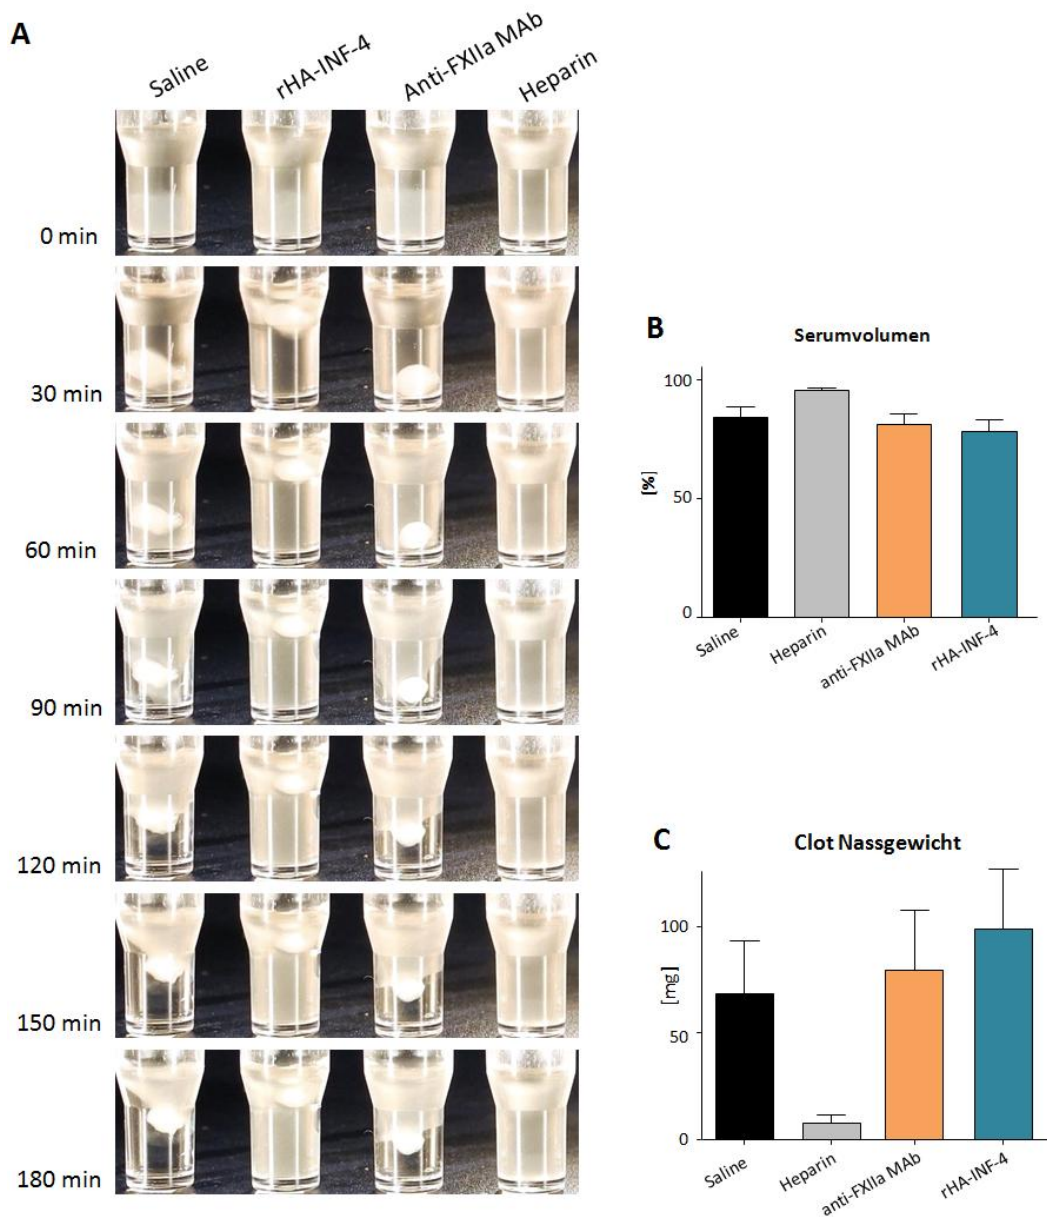 A
Saline
rHA-INF-4
Anti-FXIIa MAb
Heparin
0 min
30 min
60 min
90 min
120 min
150 min
180 min
B
Serumvolumen
100
[%]
50
0
Saline
Heparin
anti-FXIIa MAb
rHA-INF-4
C
Clot Nassgewicht
100
[mg]
50
0
Saline
Heparin
anti-FXIIa MAb
rHA-INF-4